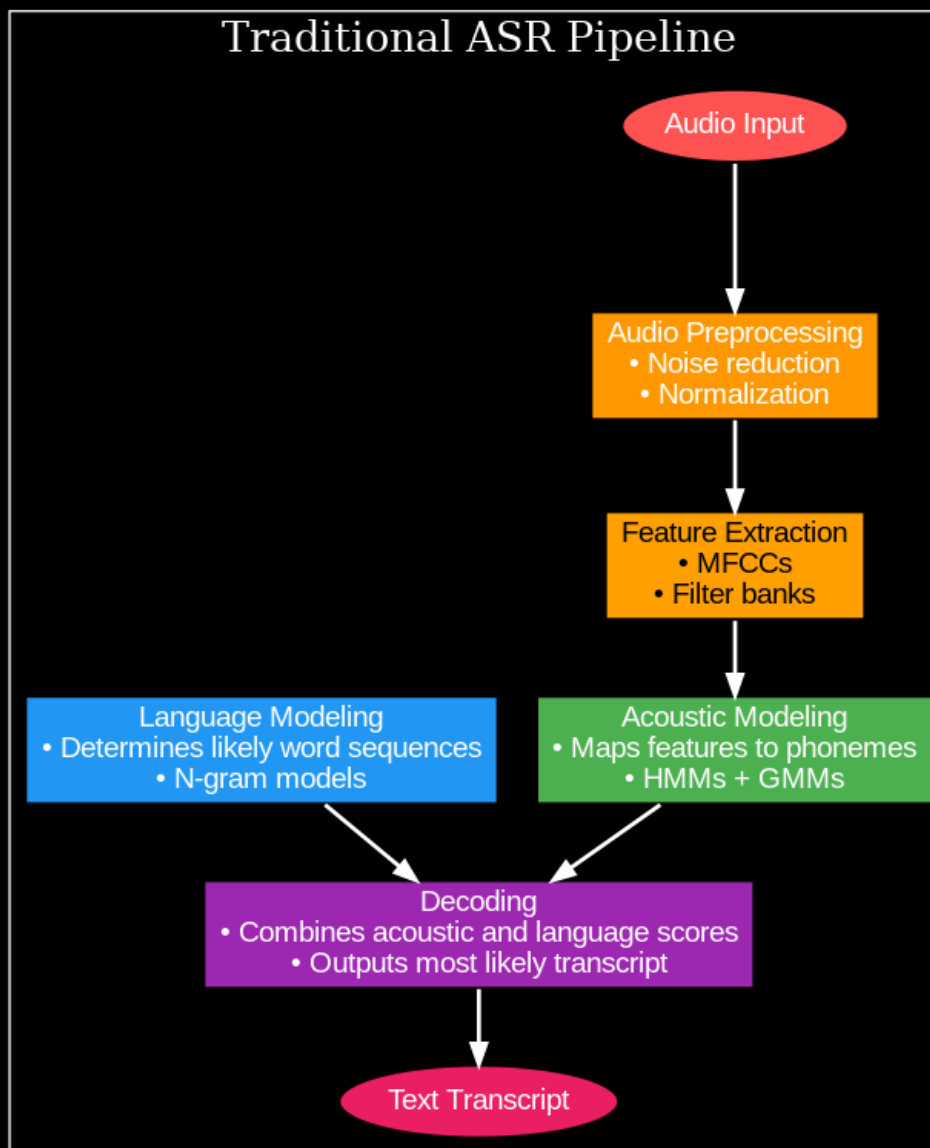 Traditional ASR Pipeline
Audio Input
Audio Preprocessing
• Noise reduction
• Normalization
Feature Extraction
• MFCCs
• Filter banks
Language Modeling
• Determines likely word sequences
• N-gram models
Acoustic Modeling
• Maps features to phonemes
• HMMs + GMMs
Decoding
• Combines acoustic and language scores
• Outputs most likely transcript
Text Transcript